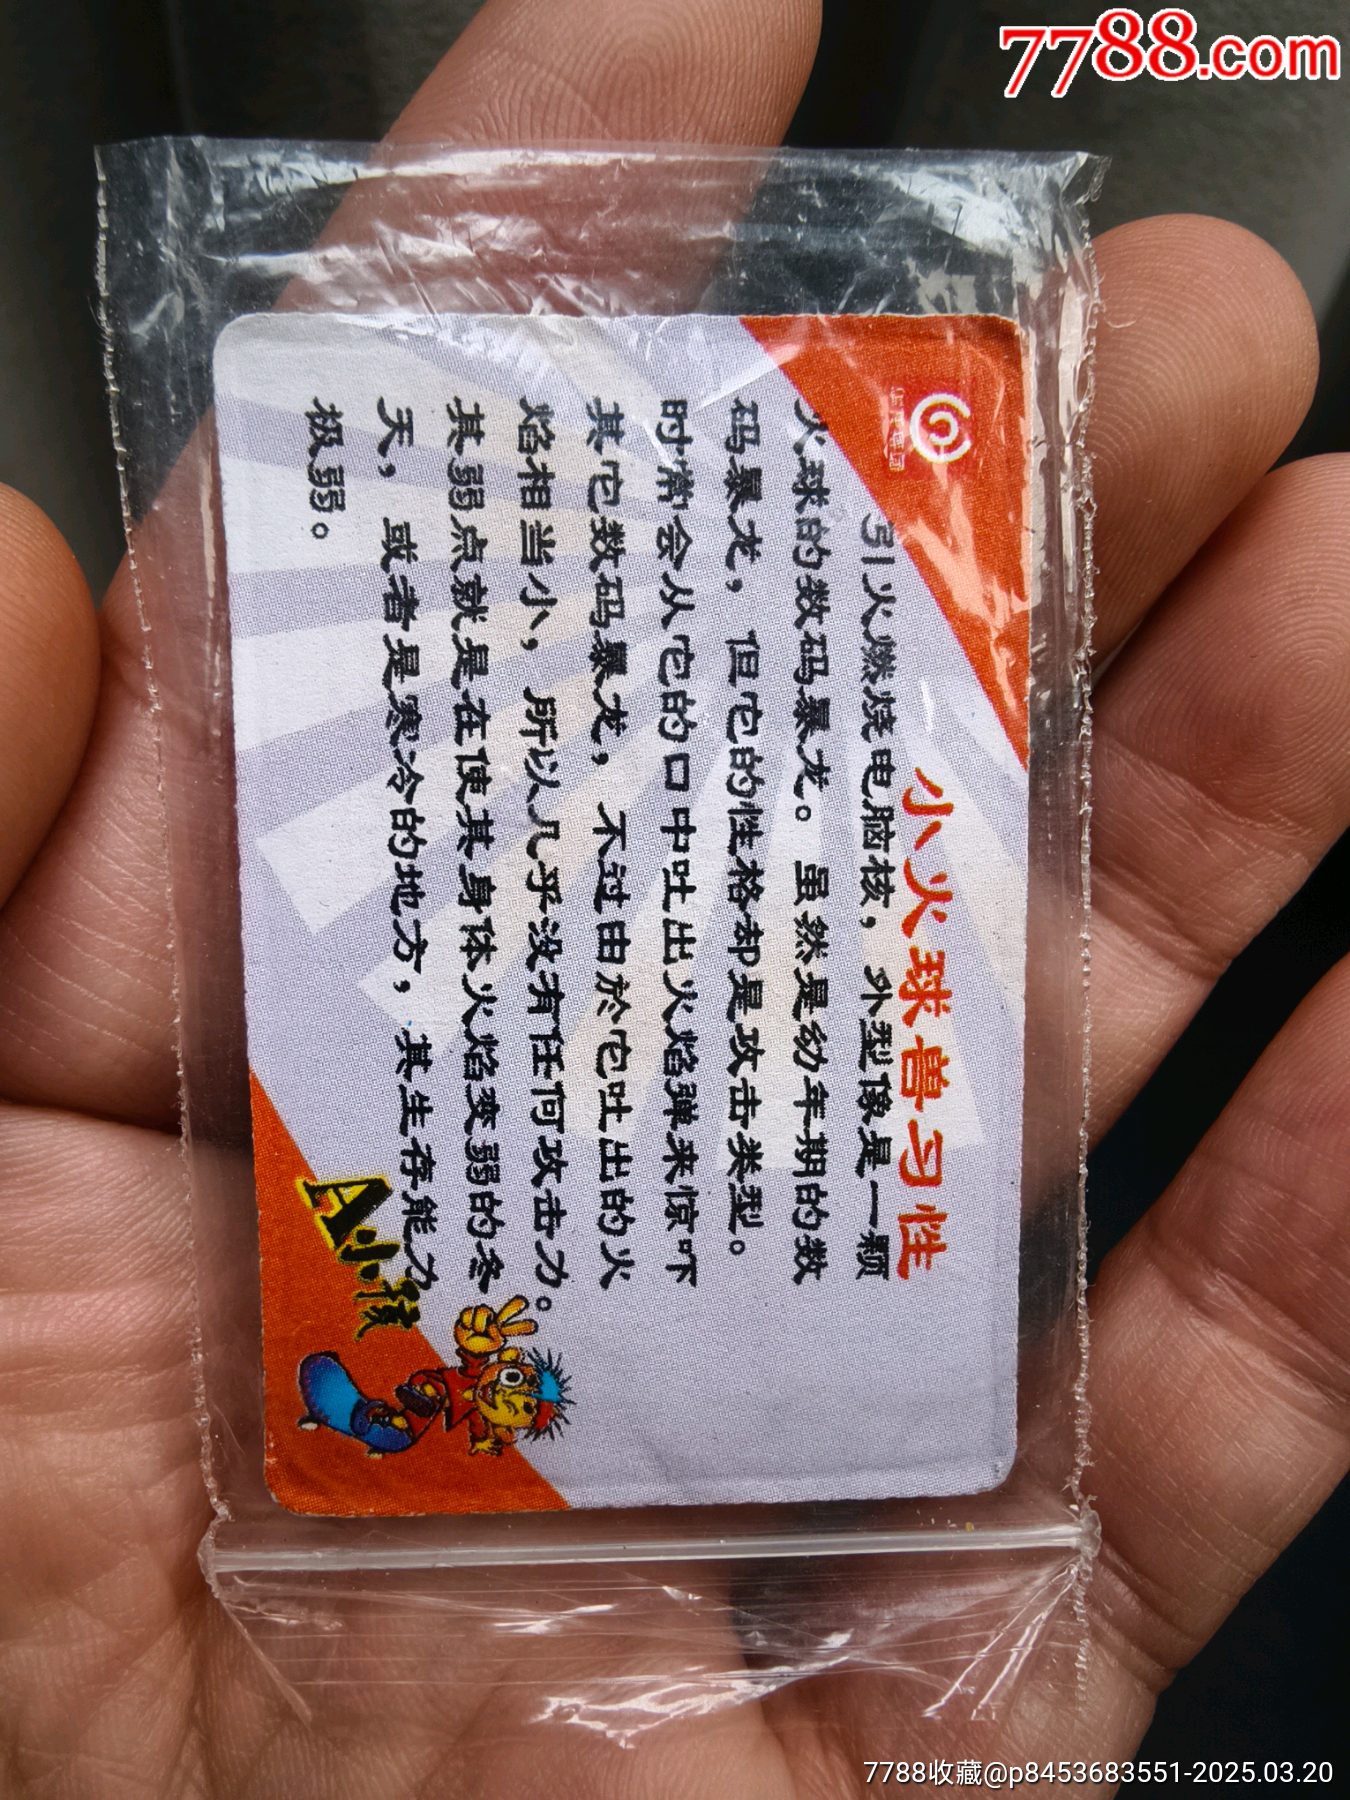 7788.com
小火球兽习性
引火燃烧电脑核，外型像是一颗
火球的数码暴龙。虽然是幼年期的数
码暴龙，但它的性格却是攻击类型。
时常会从它的口中吐出火焰弹来惊吓
其它数码暴龙，不过由於它吐出的火
焰相当小，所以几乎没有任何攻击力。
其弱点就是在使其身体火焰变弱的冬
天，或者是寒冷的地方，其生存能力
极弱。
A小孩
7788收藏@p8453683551-2025.03.20